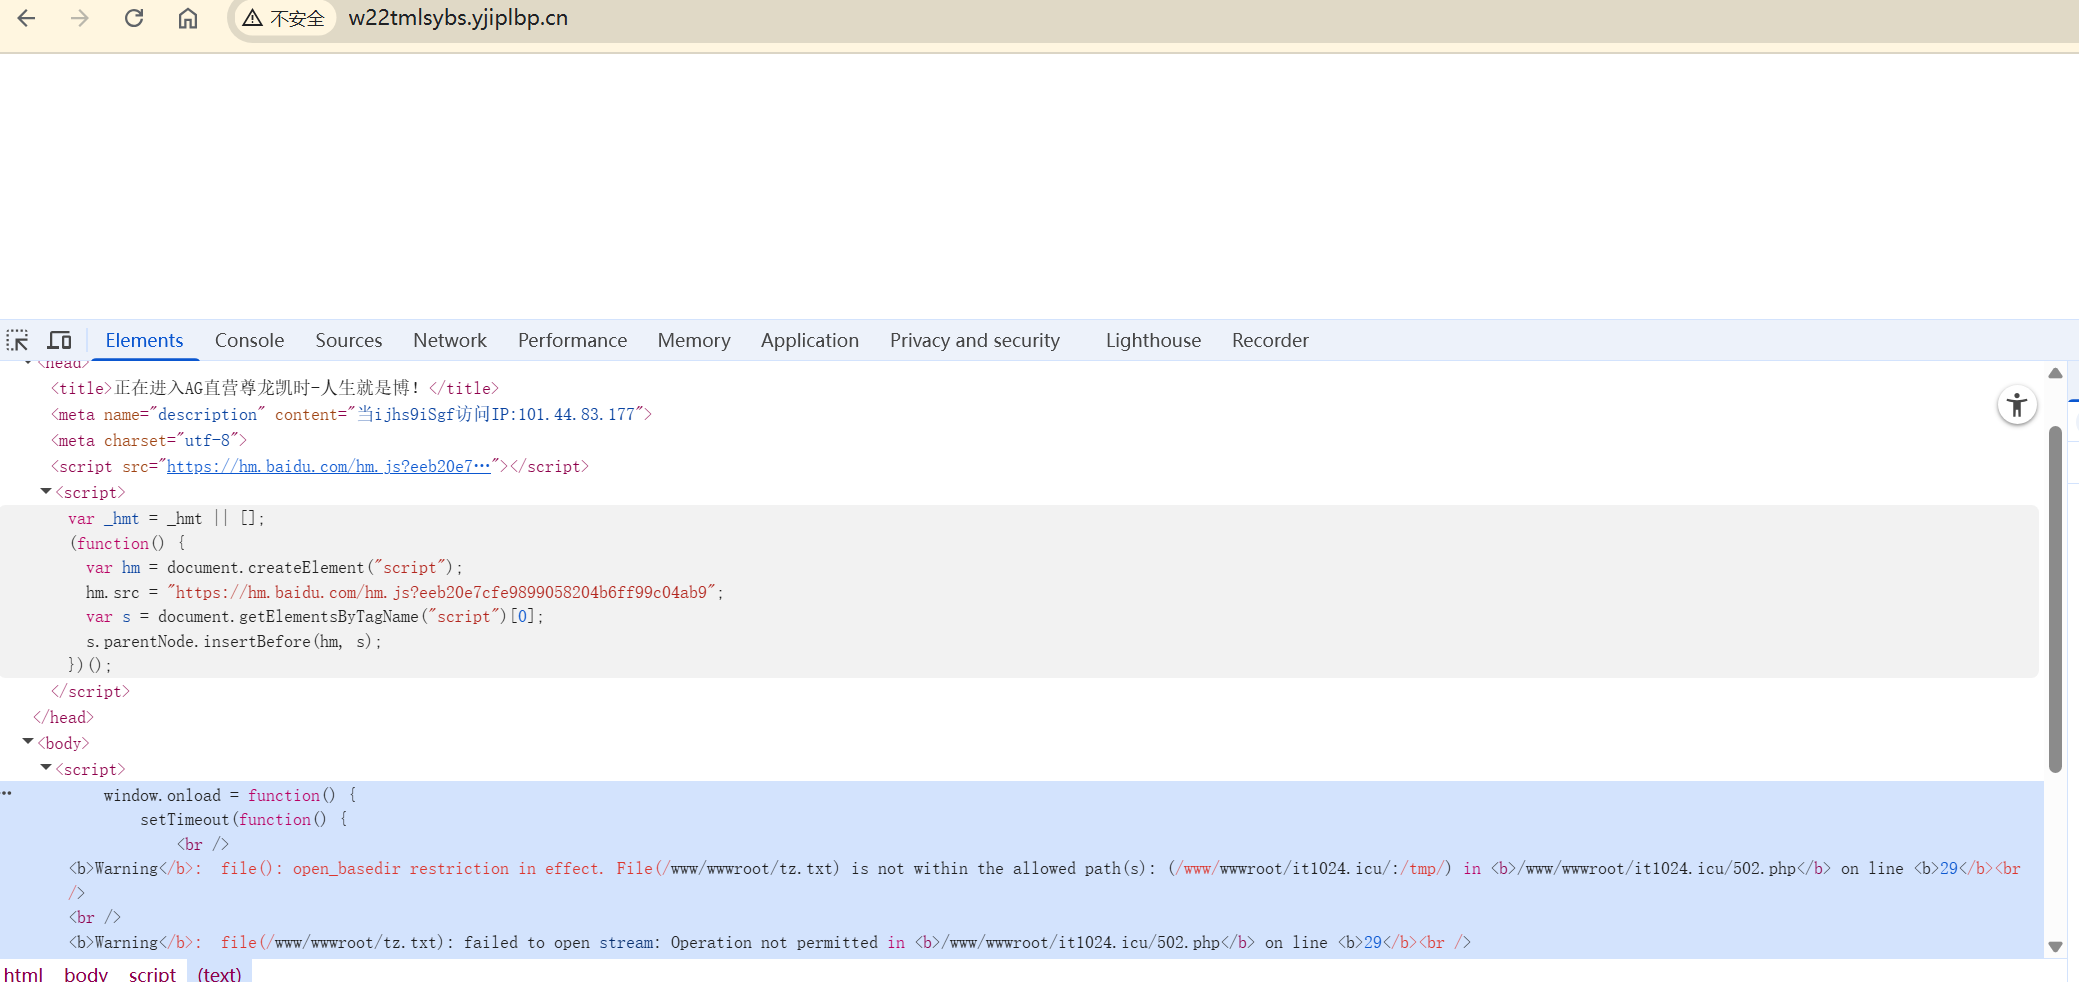 不安全 w22tmlsybs.yjiplbp.cn
Elements Console Sources Network Performance Memory Application Privacy and security Lighthouse Recorder
<head>
<title>正在进入AG直营尊龙凯时-人生就是博！</title>
<meta name="description" content="当ijhs9iSgf访问IP:101.44.83.177">
<meta charset="utf-8">
<script src="https://hm.baidu.com/hm.js?eeb20e7…"></script>
<script>
var _hmt = _hmt || [];
(function() {
var hm = document.createElement("script");
hm.src = "https://hm.baidu.com/hm.js?eeb20e7cfe9899058204b6ff99c04ab9";
var s = document.getElementsByTagName("script")[0];
s.parentNode.insertBefore(hm, s);
})();
</script>
</head>
<body>
<script>
window.onload = function() {
setTimeout(function() {
<br />
<b>Warning</b>:  file(): open_basedir restriction in effect. File(/www/wwwroot/tz.txt) is not within the allowed path(s): (/www/wwwroot/it1024.icu/:/tmp/) in <b>/www/wwwroot/it1024.icu/502.php</b> on line <b>29</b><br
/>
<br />
<b>Warning</b>:  file(/www/wwwroot/tz.txt): failed to open stream: Operation not permitted in <b>/www/wwwroot/it1024.icu/502.php</b> on line <b>29</b><br />
html body script (text)